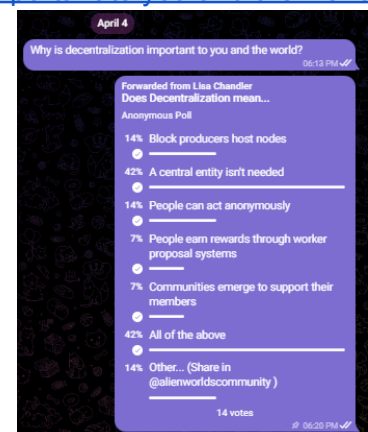 April 4
Why is decentralization important to you and the world?
06:13 PM
Forwarded from Lisa Chandler
Does Decentralization mean...
Anonymous Poll
14% Block producers host nodes
42% A central entity isn't needed
14% People can act anonymously
7% People earn rewards through worker
proposal systems
7% Communities emerge to support their
members
42% All of the above
14% Other... (Share in
@alienworldscommunity )
14 votes
06:20 PM